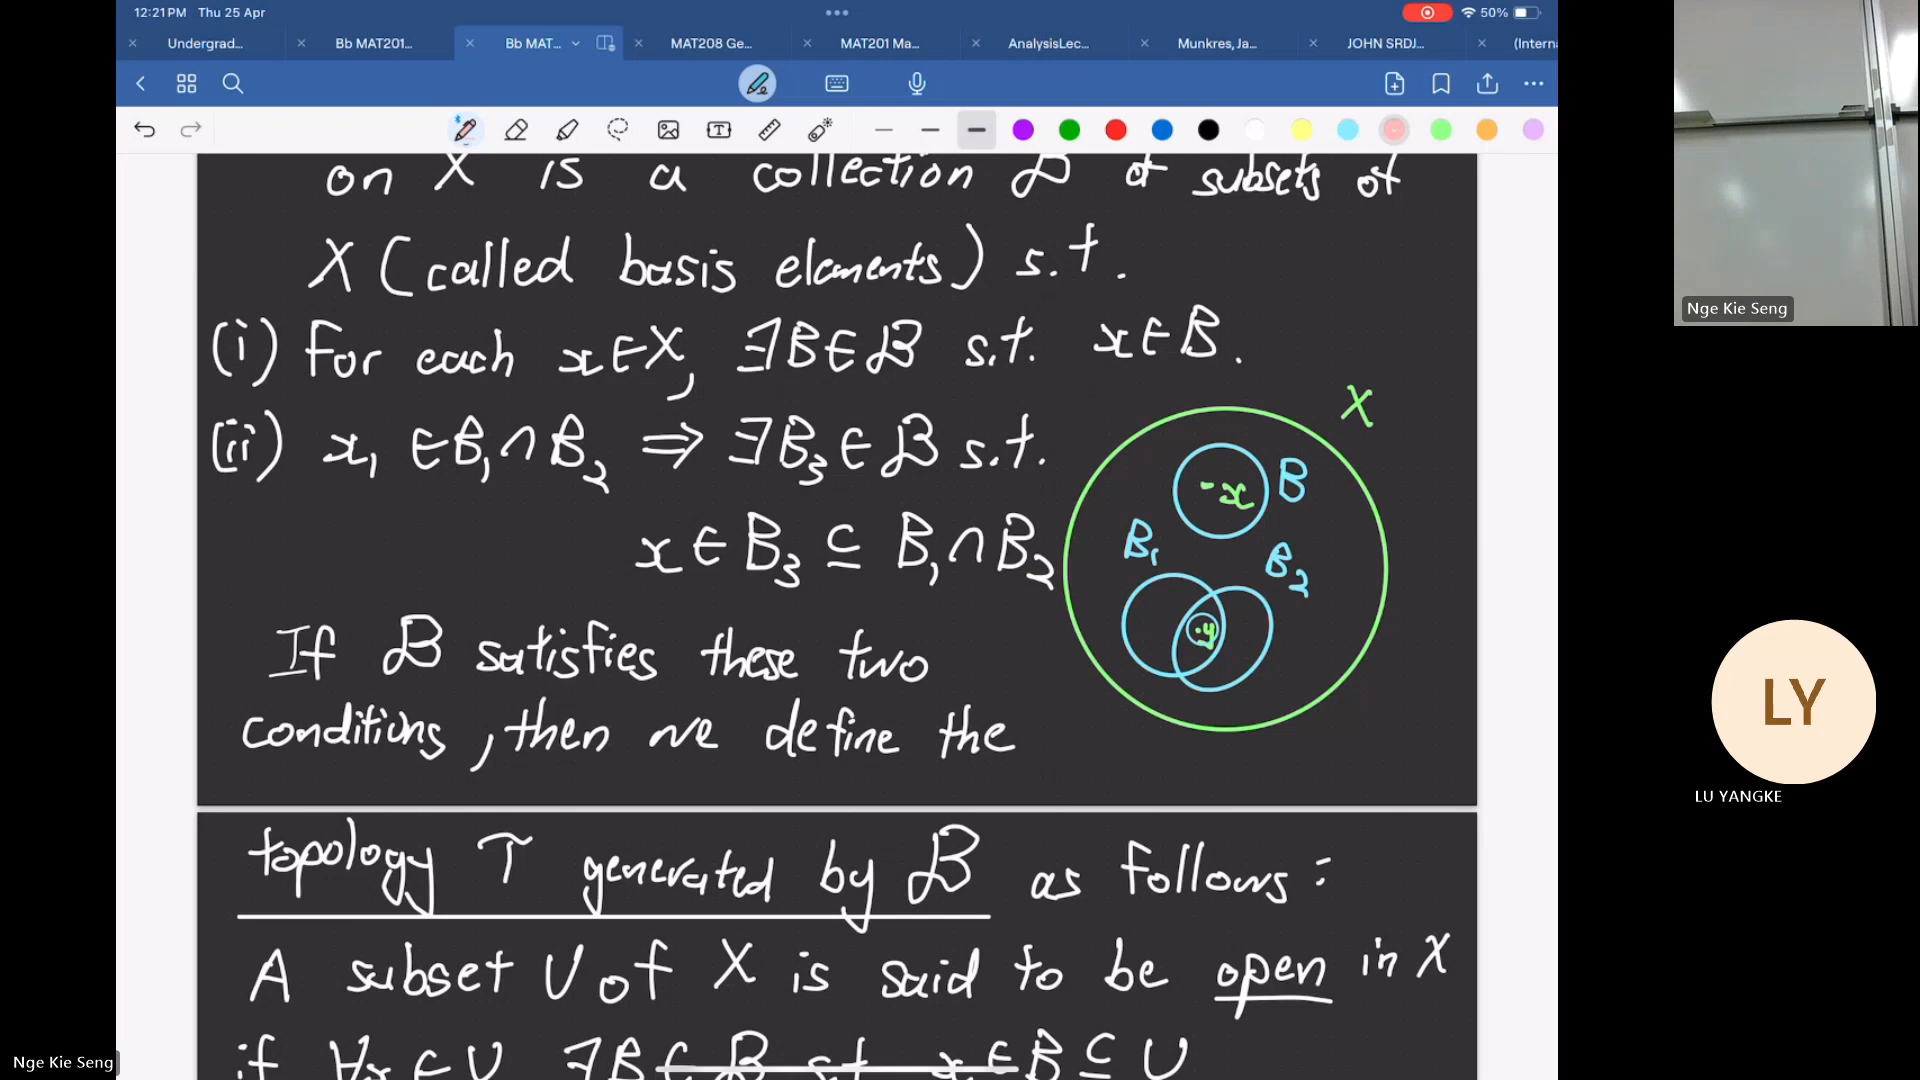 12:21 PM Thu 25 Apr
50%
Undergrad...
Bb MAT201...
Bb MAT...
MAT208 Ge...
MAT201 Ma...
AnalysisLec...
Munkres, Ja...
JOHN SRDJ...
(Intern
on X is a collection ℬ of subsets of
X (called basis elements) s.t.
(i) For each x∈X, ∃B∈ℬ s.t. x∈B.
(ii) x₁ ∈B₁∩B₂ ⇒ ∃B₃∈ℬ s.t.
x∈B₃ ⊆ B₁∩B₂
X
·x B
B₁
B₂
·y
If ℬ satisfies these two
conditions, then we define the
topology T generated by ℬ as follows:
A subset U of X is said to be open in X
if ∀x∈U, ∃B∈ℬ s.t. x∈B⊆U
Nge Kie Seng
LY
LU YANGKE
Nge Kie Seng